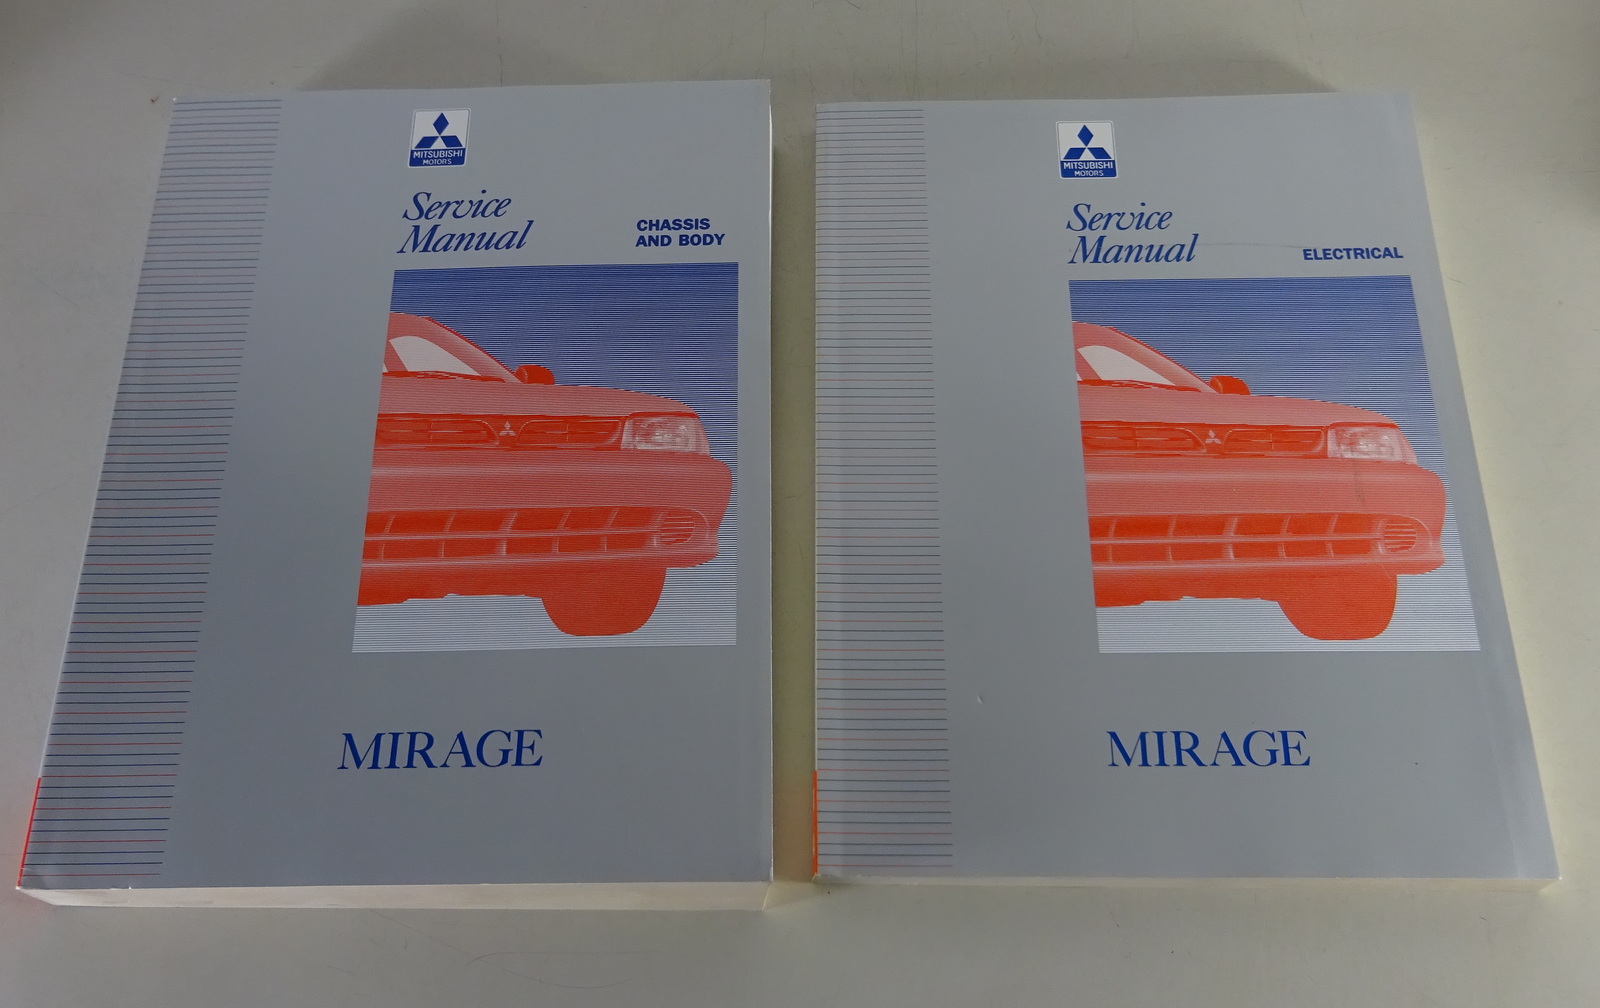 MITSUBISHI
MOTORS
Service
Manual
CHASSIS
AND BODY
MIRAGE
MITSUBISHI
MOTORS
Service
Manual
ELECTRICAL
MIRAGE